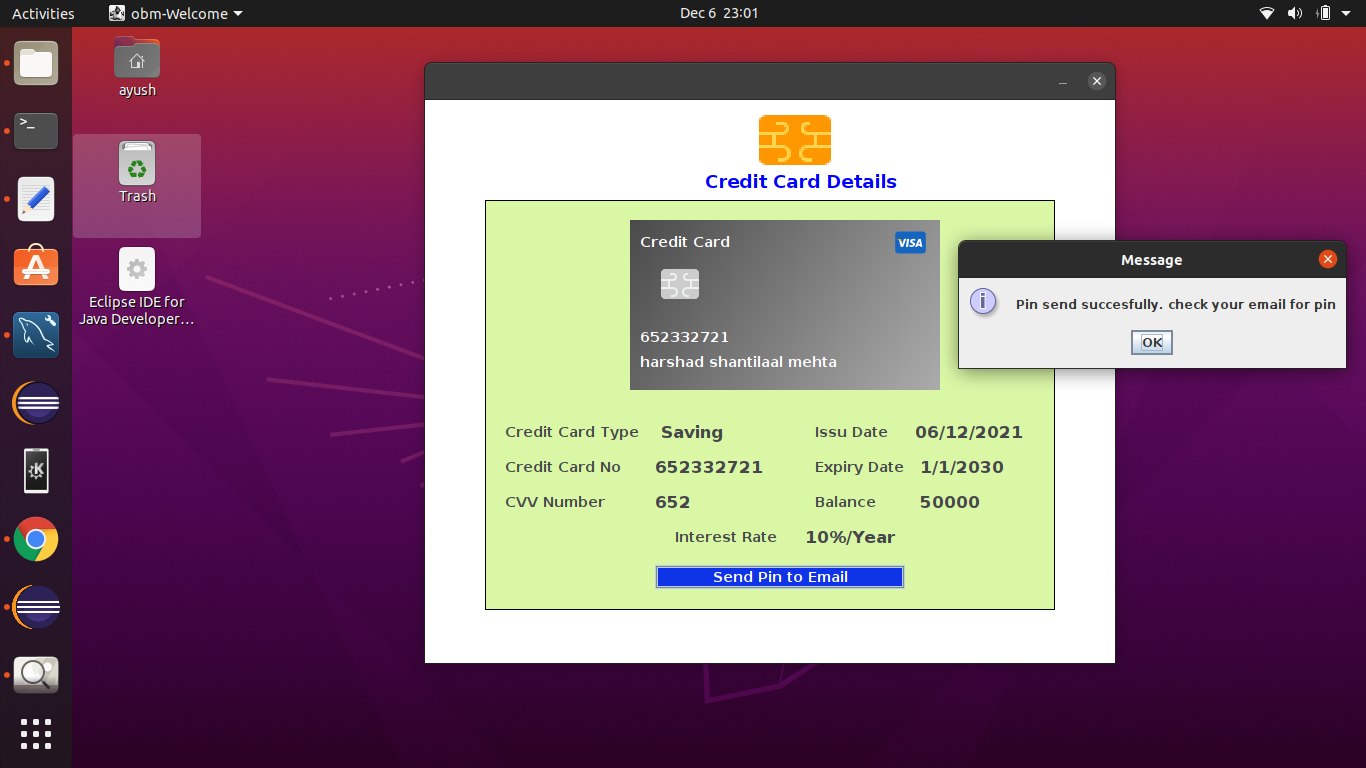 Activities obm-Welcome Dec 6 23:01
ayush
>_
Trash
Eclipse IDE for
Java Developer…
K
Credit Card Details
Credit Card VISA
652332721
harshad shantilaal mehta
Message
i Pin send succesfully. check your email for pin
OK
Credit Card Type Saving Issu Date 06/12/2021
Credit Card No 652332721 Expiry Date 1/1/2030
CVV Number 652 Balance 50000
Interest Rate 10%/Year
Send Pin to Email